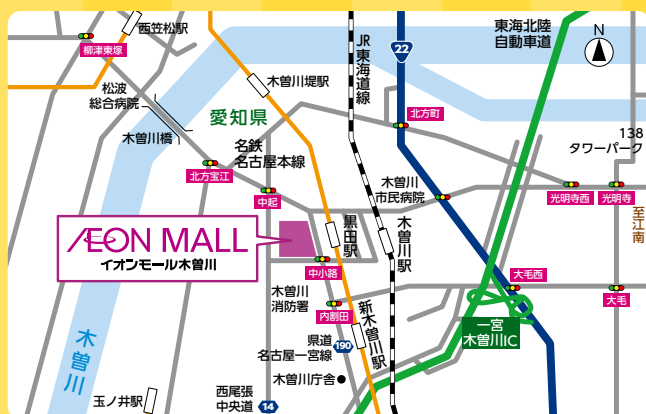 西笠松駅
柳津東塚
東海北陸
自動車道
N
22
JR東海道線
松波
総合病院
木曽川堤駅
愛知県
木曽川橋
北方町
138
タワーパーク
名鉄
名古屋本線
北方宝江
中起
木曽川
市民病院
光明寺西
光明寺
至江南
ÆON MALL
イオンモール木曽川
黒田駅
木曽川駅
中小路
大毛西
大毛
木曽川
消防署
内割田
新木曽川駅
一宮
木曽川IC
県道
名古屋一宮線
190
木曽川
木曽川庁舎
玉ノ井駅
西尾張
中央道
14